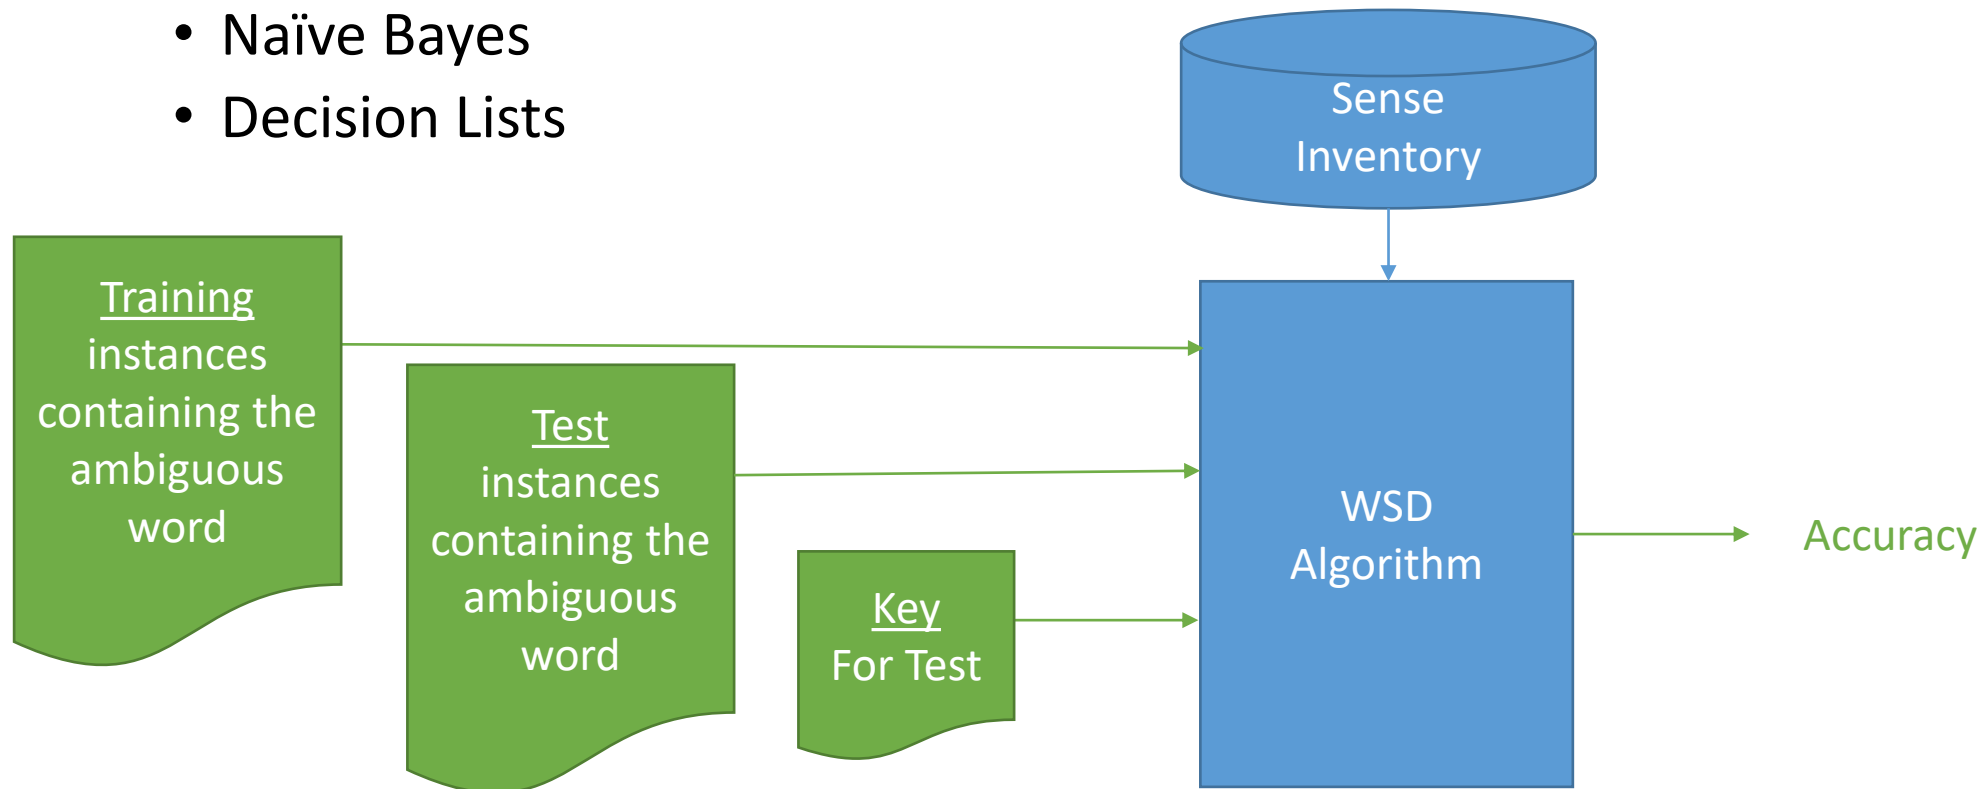 • Naïve Bayes
• Decision Lists
Sense
Inventory
Training
instances
containing the
ambiguous
word
Test
instances
containing the
ambiguous
word
Key
For Test
WSD
Algorithm
Accuracy